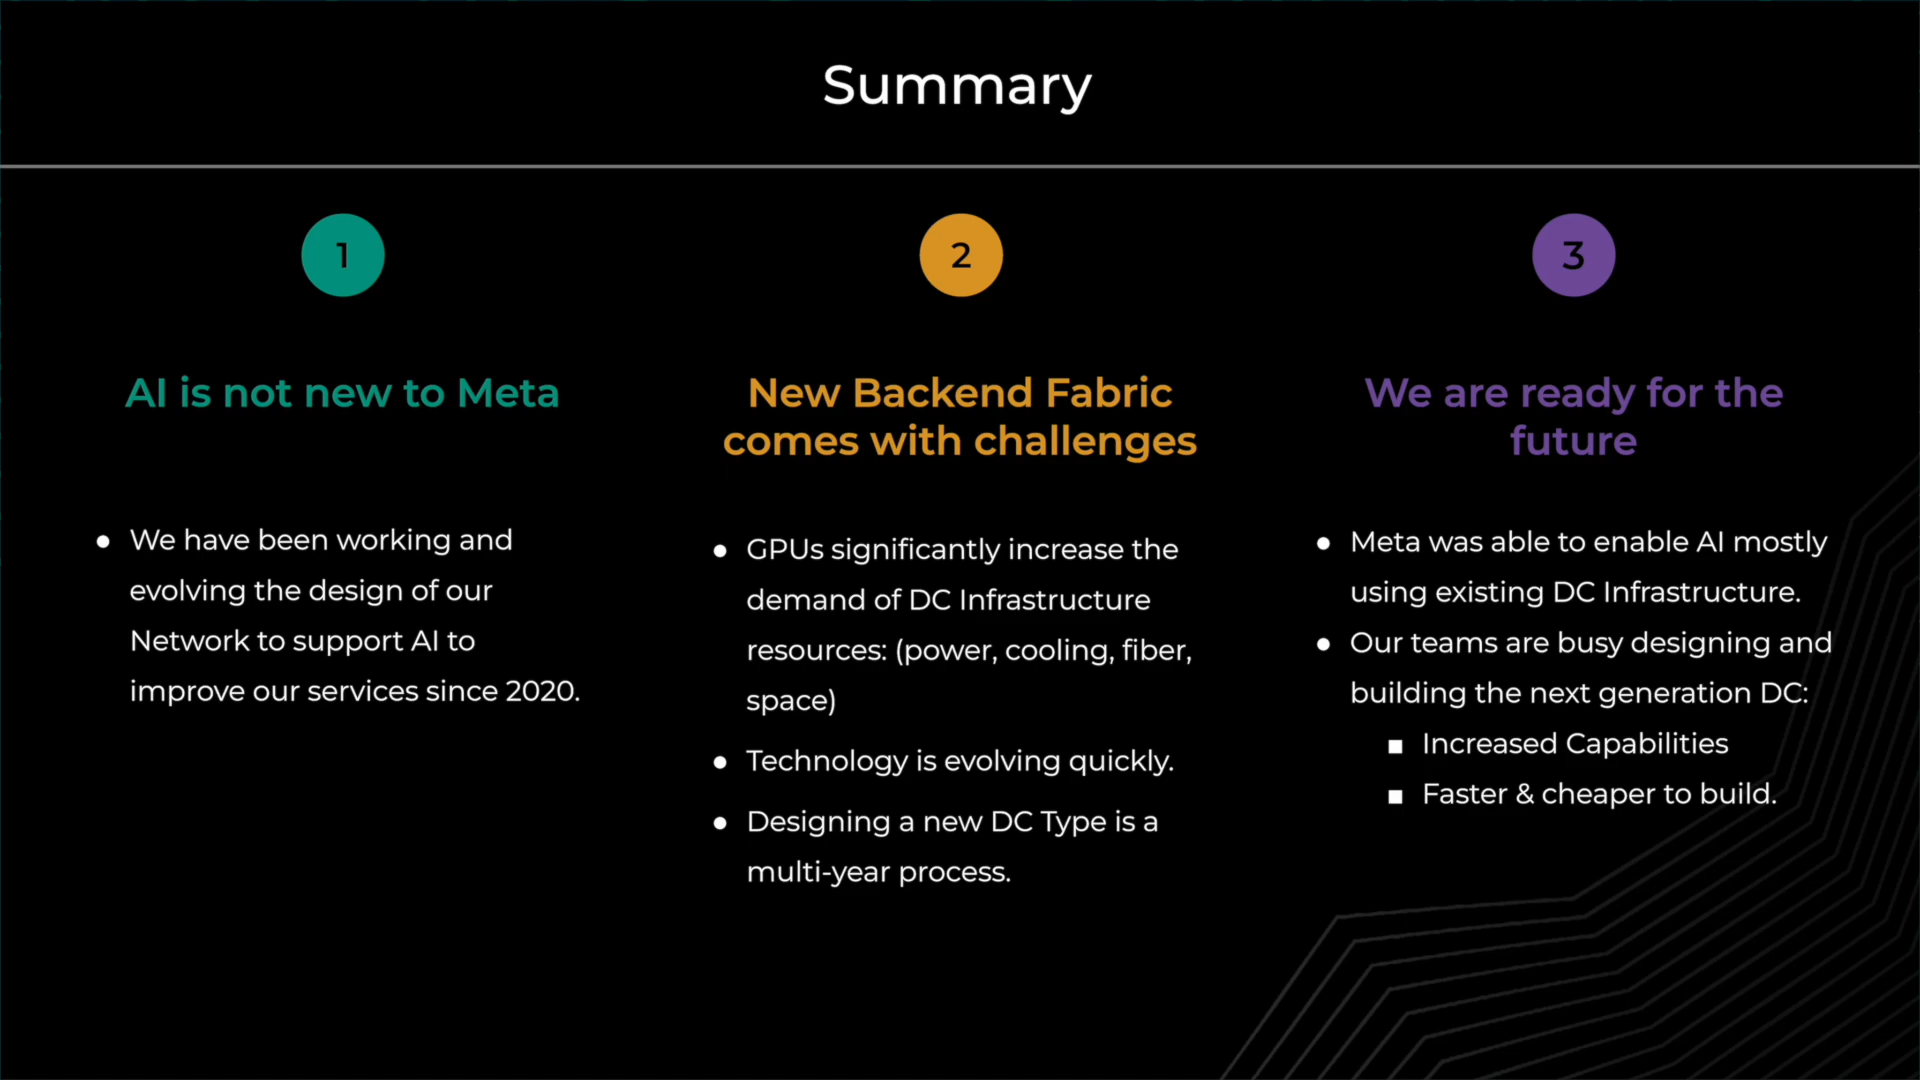 Summary
1
AI is not new to Meta
● We have been working and
evolving the design of our
Network to support AI to
improve our services since 2020.
2
New Backend Fabric
comes with challenges
● GPUs significantly increase the
demand of DC Infrastructure
resources: (power, cooling, fiber,
space)
● Technology is evolving quickly.
● Designing a new DC Type is a
multi-year process.
3
We are ready for the
future
● Meta was able to enable AI mostly
using existing DC Infrastructure.
● Our teams are busy designing and
building the next generation DC:
■ Increased Capabilities
■ Faster & cheaper to build.